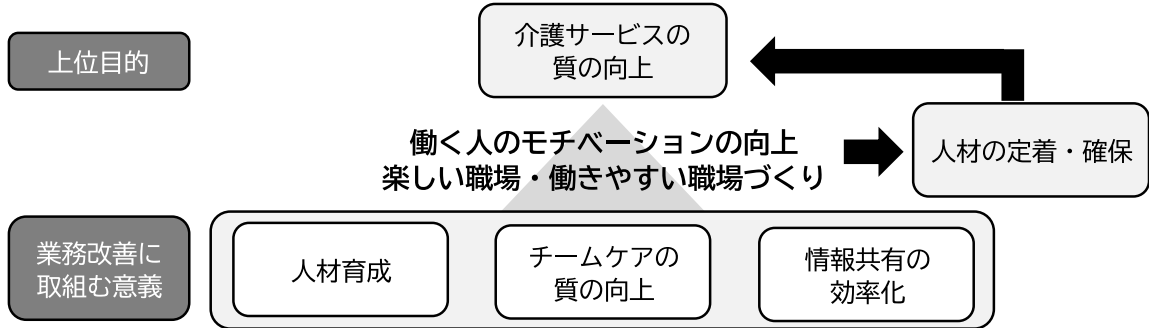 上位目的
介護サービスの
質の向上
働く人のモチベーションの向上
楽しい職場・働きやすい職場づくり
人材の定着・確保
業務改善に
取組む意義
人材育成
チームケアの
質の向上
情報共有の
効率化